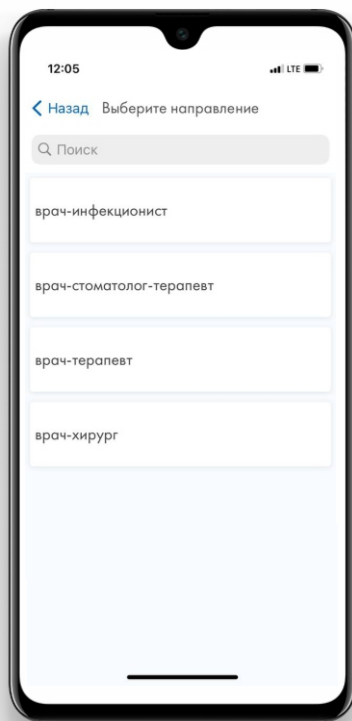 12:05 LTE
Назад Выберите направление
Поиск
врач-инфекционист
врач-стоматолог-терапевт
врач-терапевт
врач-хирург